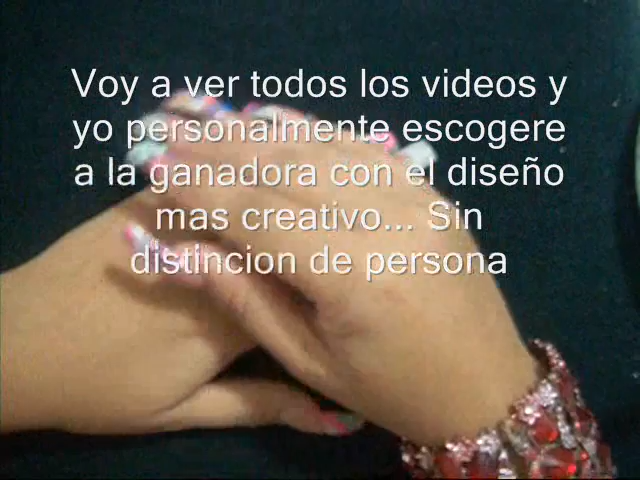 Voy a ver todos los videos y
yo personalmente escogere
a la ganadora con el diseño
mas creativo... Sin
distincion de persona